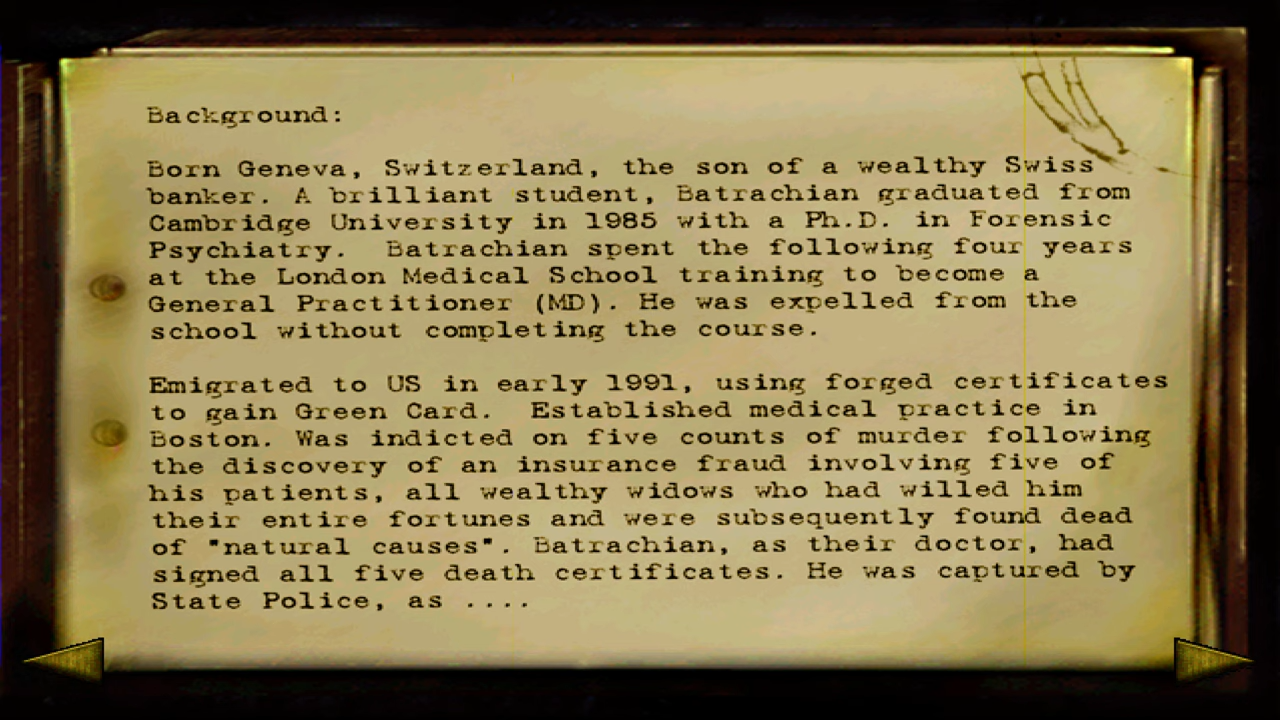 Background:
Born Geneva, Switzerland, the son of a wealthy Swiss
banker. A brilliant student, Batrachian graduated from
Cambridge University in 1985 with a Ph.D. in Forensic
Psychiatry.  Batrachian spent the following four years
at the London Medical School training to become a
General Practitioner (MD). He was expelled from the
school without completing the course.
Emigrated to US in early 1991, using forged certificates
to gain Green Card.  Established medical practice in
Boston. Was indicted on five counts of murder following
the discovery of an insurance fraud involving five of
his patients, all wealthy widows who had willed him
their entire fortunes and were subsequently found dead
of "natural causes". Batrachian, as their doctor, had
signed all five death certificates. He was captured by
State Police, as ....